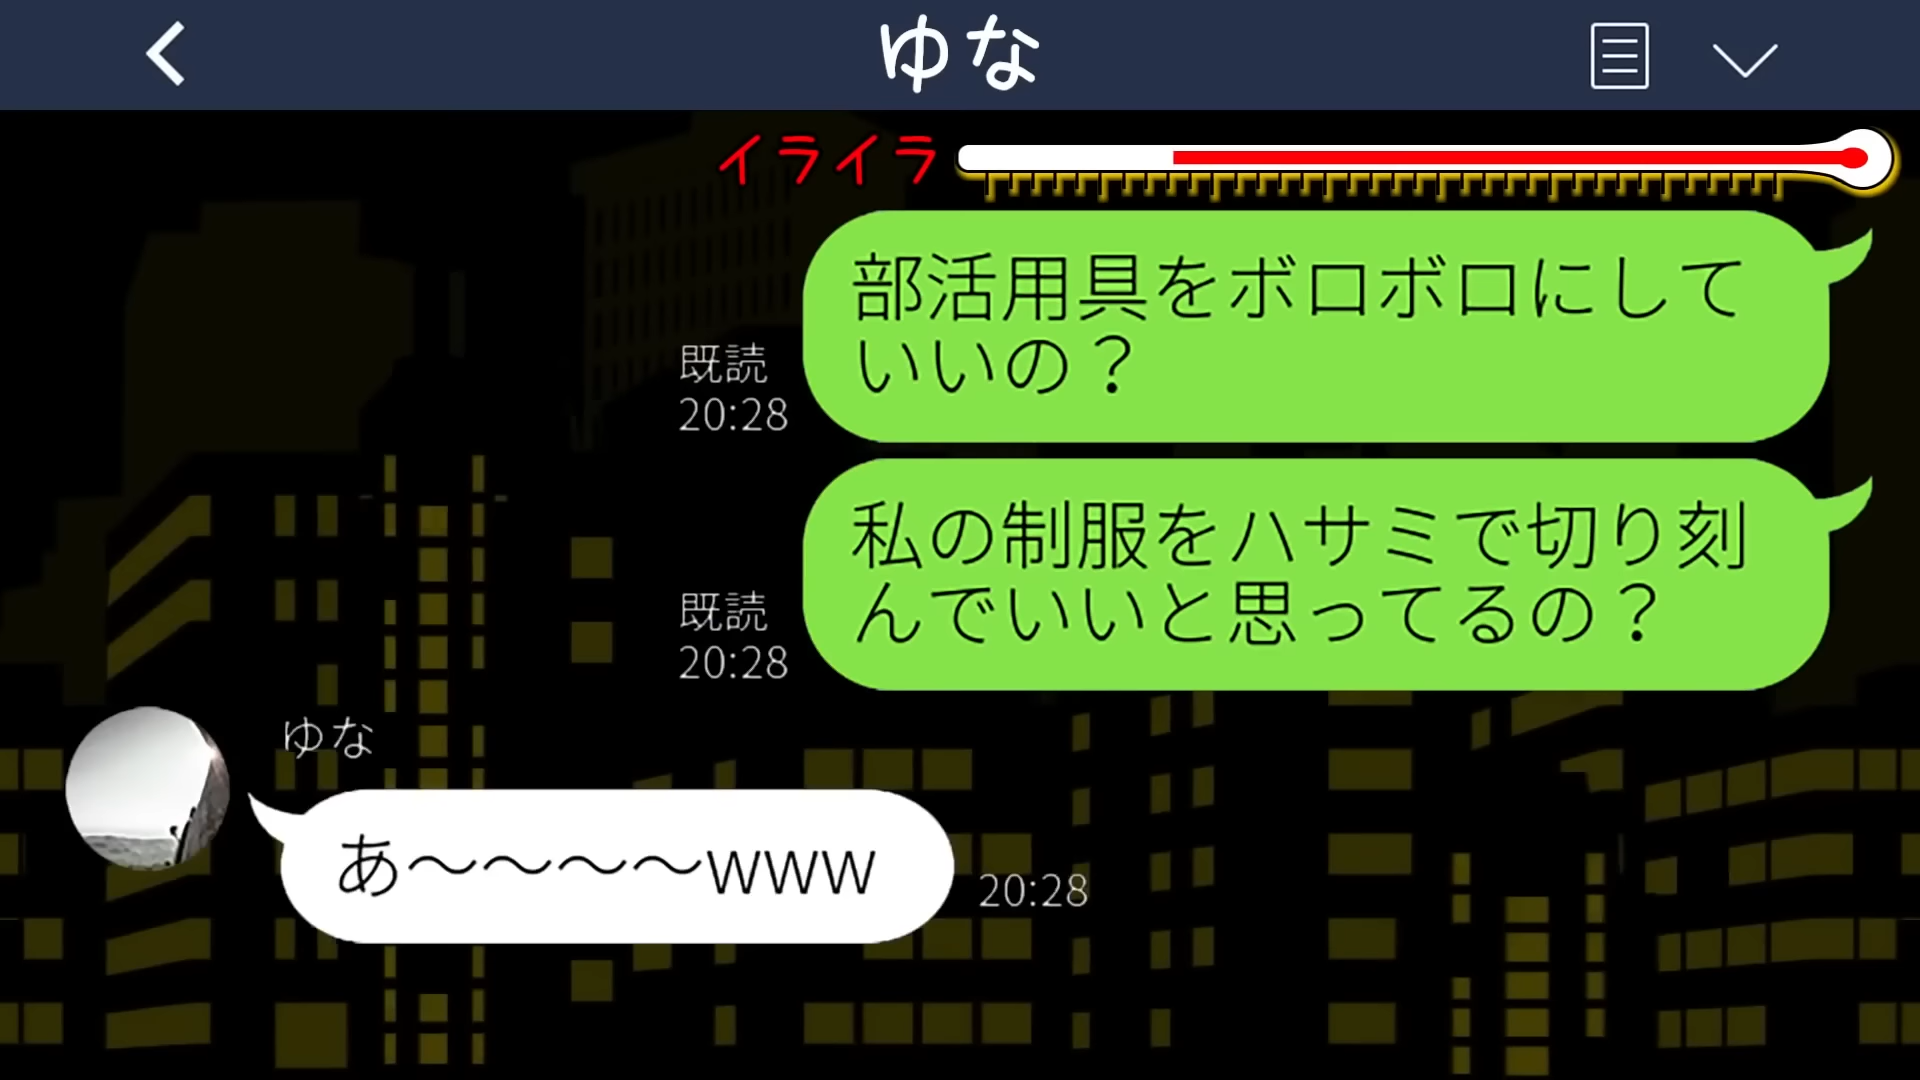 ゆな
イライラ
部活用具をボロボロにして
いいの？
既読
20:28
私の制服をハサミで切り刻
んでいいと思ってるの？
既読
20:28
ゆな
あ～～～～www
20:28